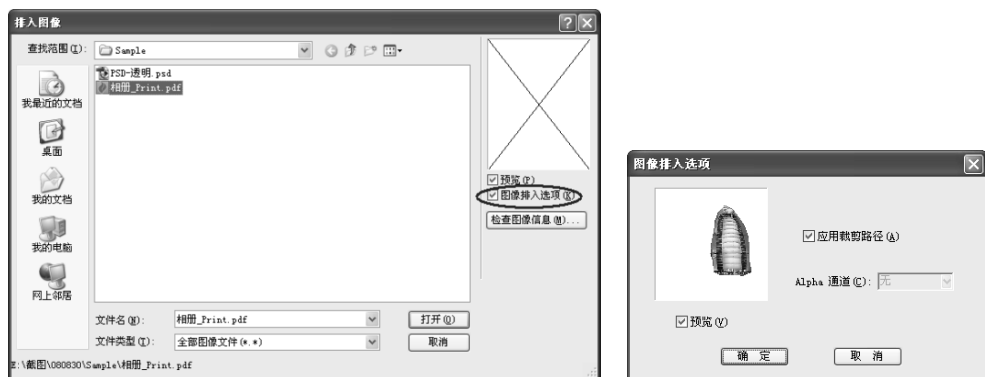 排入图像
查找范围(I):
Sample
PSD-透明.psd
相册_Print.pdf
我最近的文档
桌面
我的文档
我的电脑
网上邻居
预览(P)
图像排入选项(K)
检查图像信息(M)...
文件名(N):
相册_Print.pdf
打开(O)
文件类型(T):
全部图像文件(*.*)
取消
E:\截图\080830\Sample\相册_Print.pdf
图像排入选项
应用裁剪路径(A)
Alpha 通道(C):
无
预览(V)
确 定
取 消